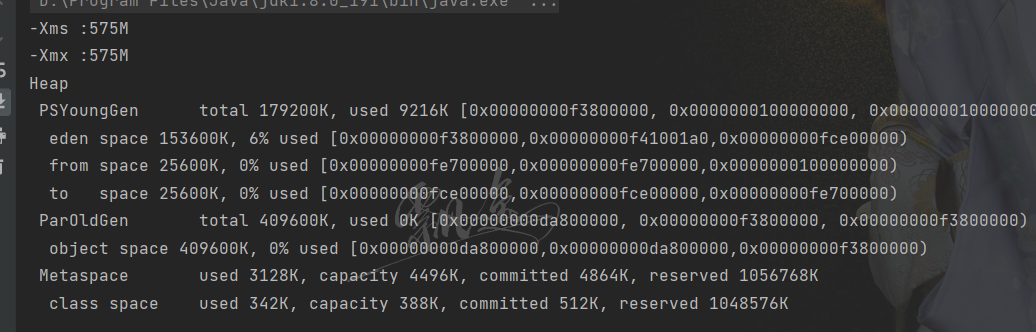 D:\Program Files\Java\jdk1.8.0_191\bin\java.exe" ...
-Xms :575M
-Xmx :575M
Heap
PSYoungGen total 179200K, used 9216K [0x00000000f3800000, 0x0000000100000000, 0x0000000100000000
eden space 153600K, 6% used [0x00000000f3800000,0x00000000f41001a0,0x00000000fce00000)
from space 25600K, 0% used [0x00000000fe700000,0x00000000fe700000,0x0000000100000000)
to space 25600K, 0% used [0x00000000fce00000,0x00000000fce00000,0x00000000fe700000)
ParOldGen total 409600K, used 0K [0x00000000da800000, 0x00000000f3800000, 0x00000000f3800000)
object space 409600K, 0% used [0x00000000da800000,0x00000000da800000,0x00000000f3800000)
Metaspace used 3128K, capacity 4496K, committed 4864K, reserved 1056768K
class space used 342K, capacity 388K, committed 512K, reserved 1048576K